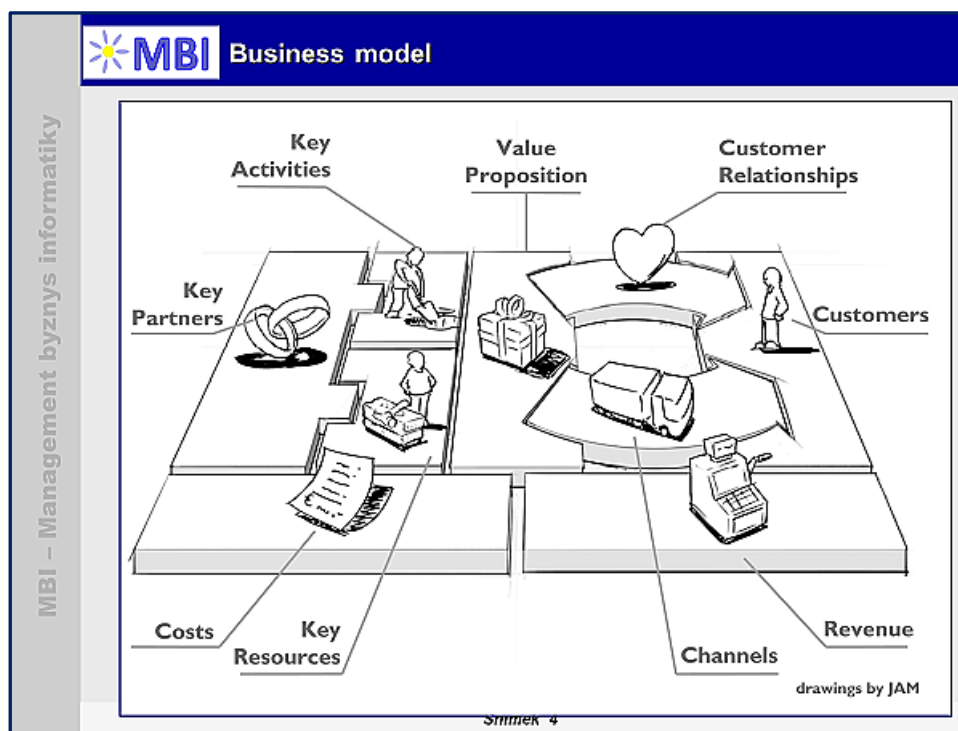 MBI
Business model
MBI – Management byznys informatiky
Key
Activities
Value
Proposition
Customer
Relationships
Key
Partners
Customers
Costs
Key
Resources
Channels
Revenue
drawings by JAM
4